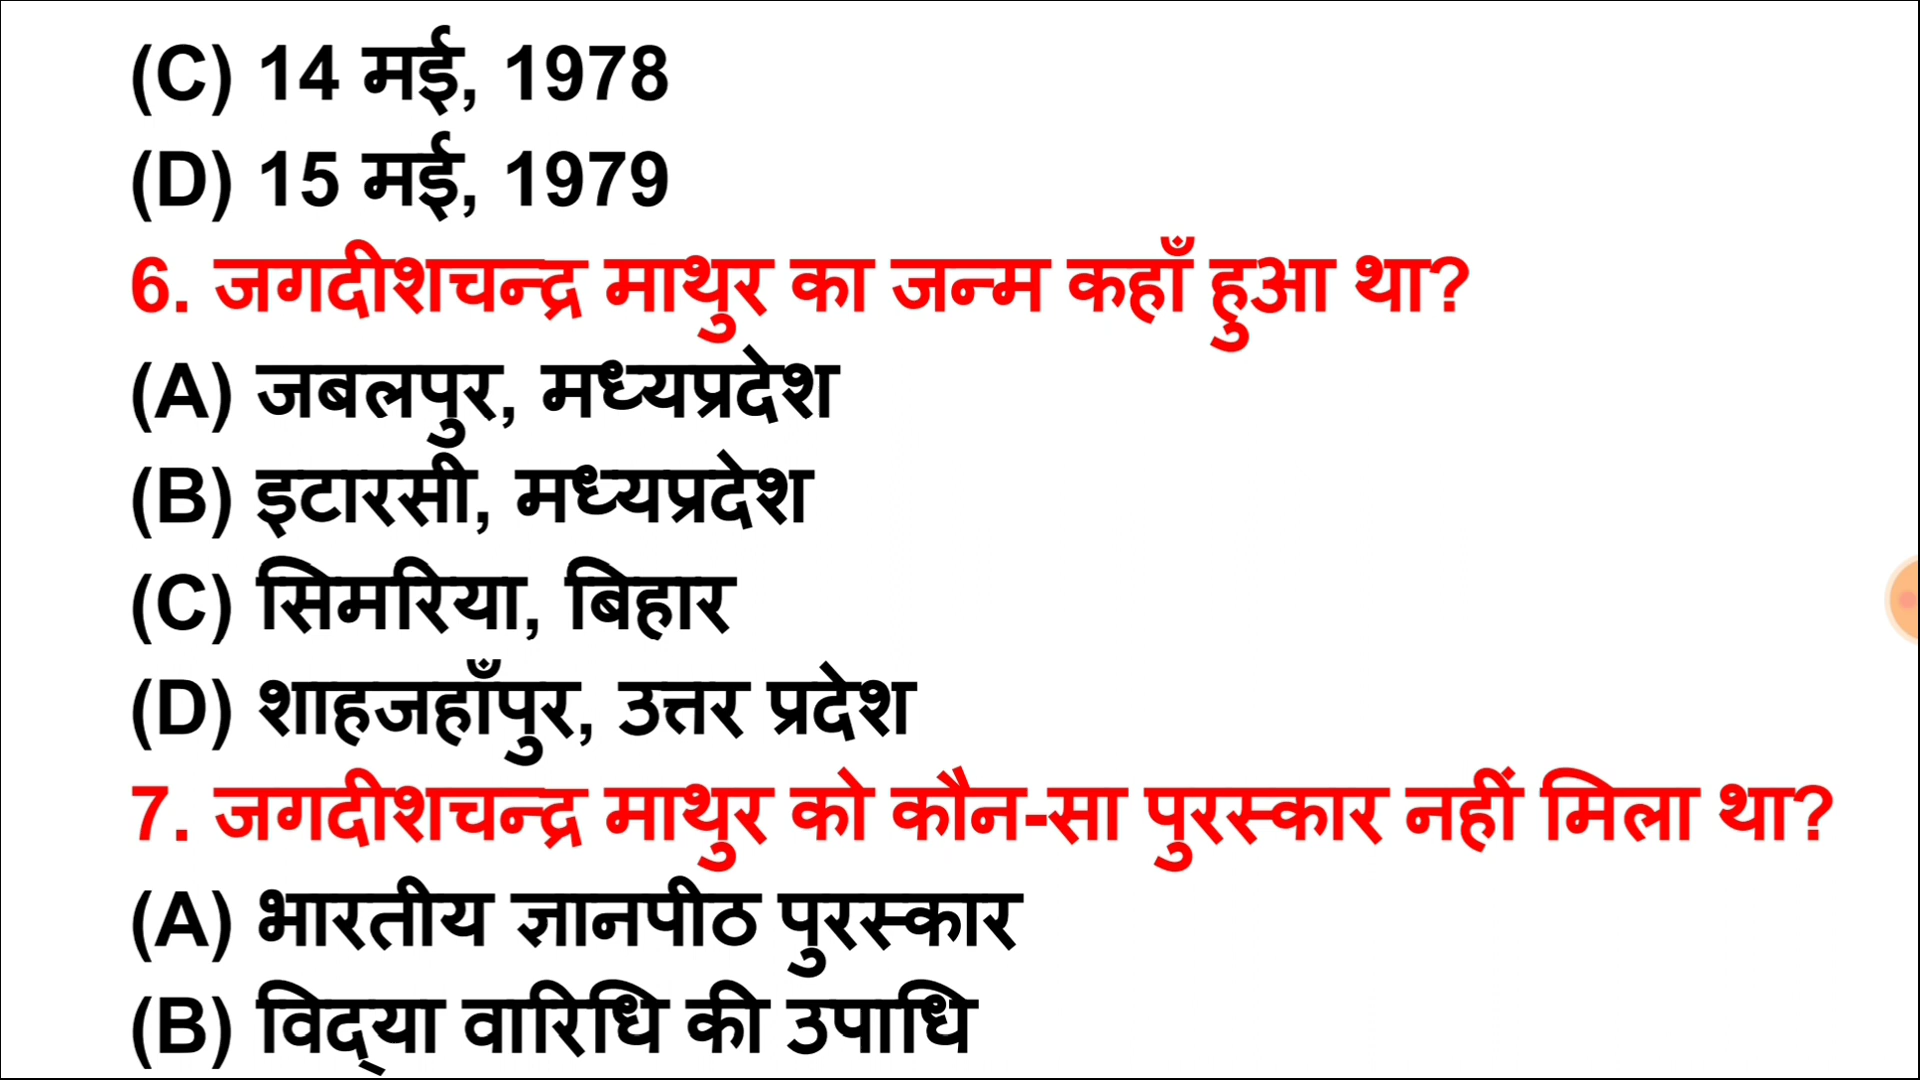 (C) 14 मई, 1978
(D) 15 मई, 1979
6. जगदीशचन्द्र माथुर का जन्म कहाँ हुआ था?
(A) जबलपुर, मध्यप्रदेश
(B) इटारसी, मध्यप्रदेश
(C) सिमरिया, बिहार
(D) शाहजहाँपुर, उत्तर प्रदेश
7. जगदीशचन्द्र माथुर को कौन-सा पुरस्कार नहीं मिला था?
(A) भारतीय ज्ञानपीठ पुरस्कार
(B) विद्‌या वारिधि की उपाधि